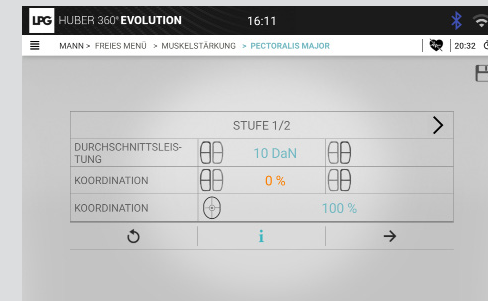 LPG HUBER 360° EVOLUTION 16:11
MANN > FREIES MENÜ > MUSKELSTÄRKUNG > PECTORALIS MAJOR 20:32
STUFE 1/2
DURCHSCHNITTSLEIS-
TUNG 10 DaN
KOORDINATION 0 %
KOORDINATION 100 %
i